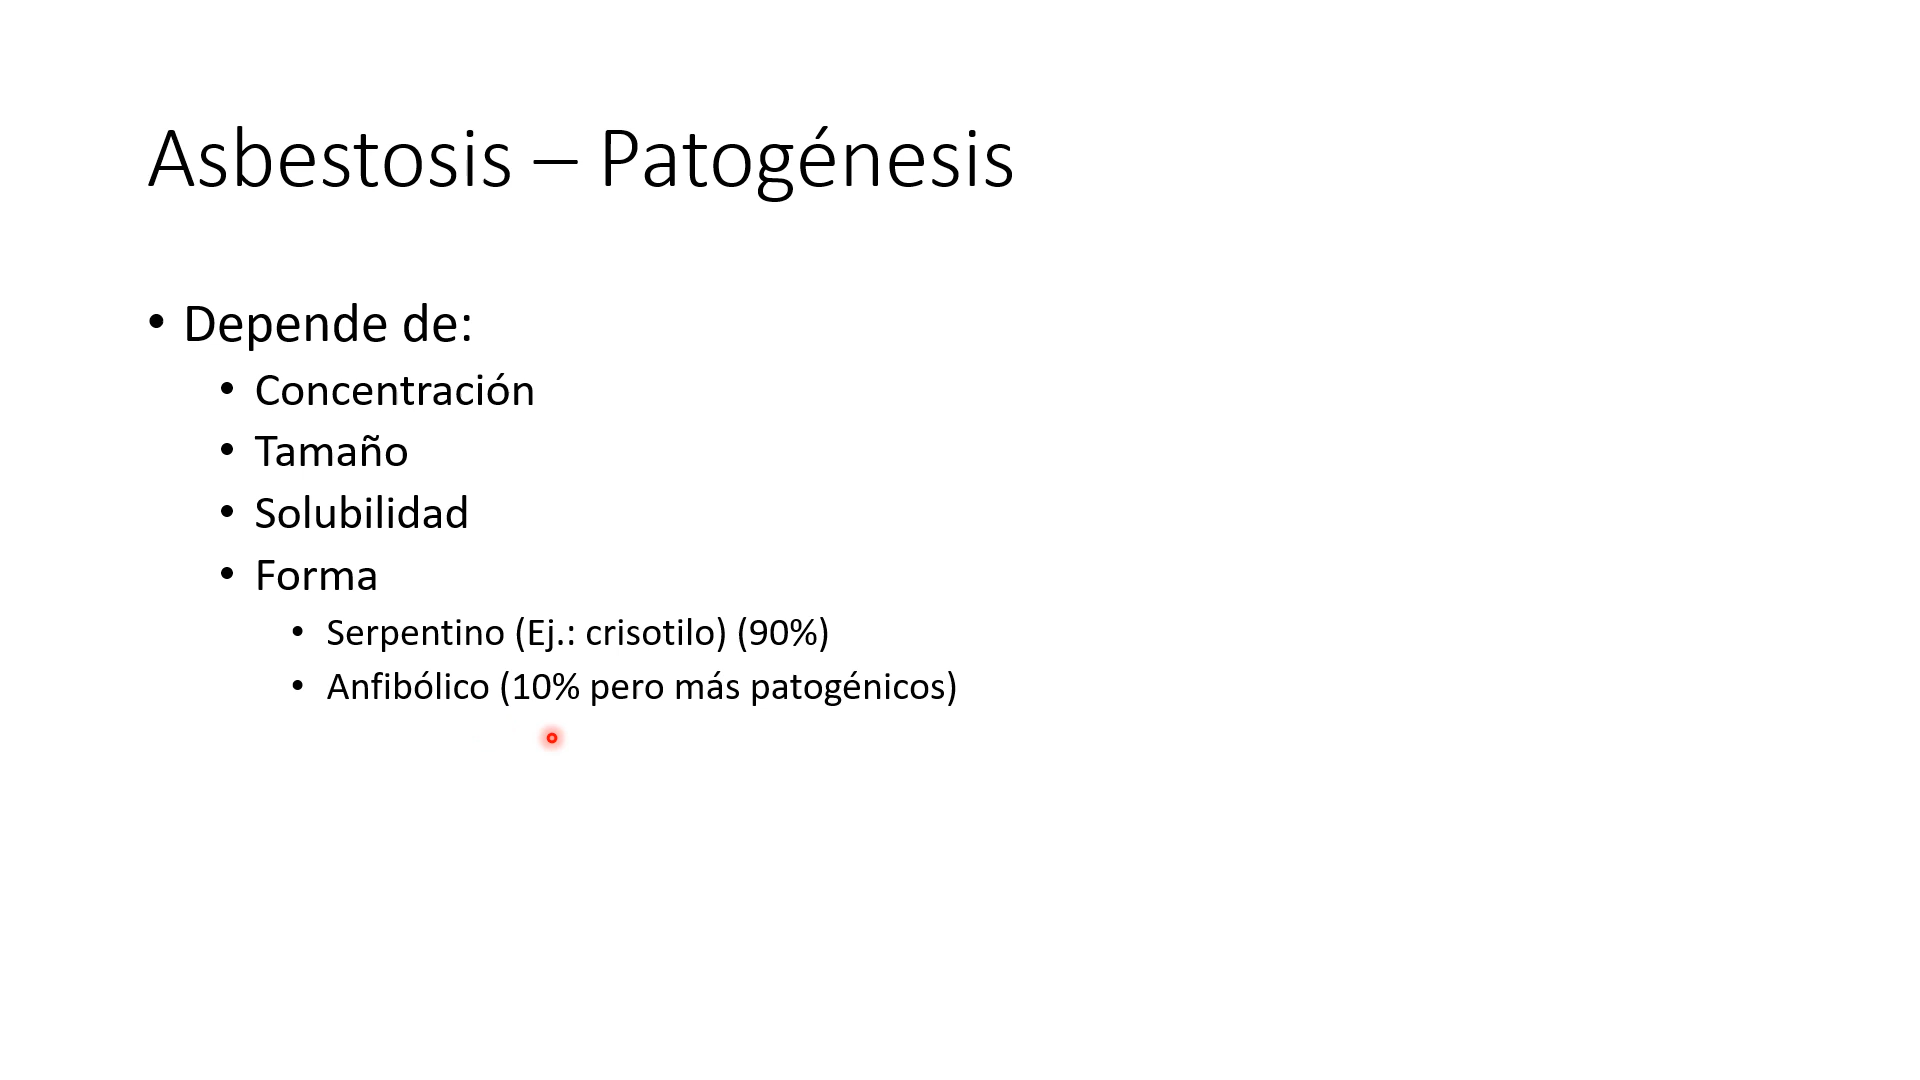 Asbestosis – Patogénesis
• Depende de:
• Concentración
• Tamaño
• Solubilidad
• Forma
• Serpentino (Ej.: crisotilo) (90%)
• Anfibólico (10% pero más patogénicos)